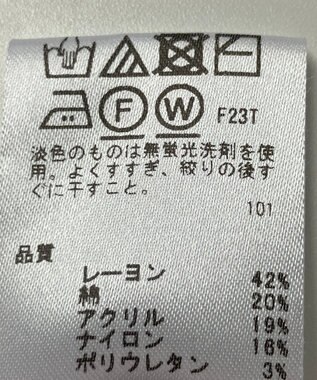 F
W
F23T
淡色のものは無蛍光洗剤を使
用。よくすすぎ、絞りの後す
ぐに干すこと。
101
品質
レーヨン 42%
綿 20%
アクリル 19%
ナイロン 16%
ポリウレタン 3%